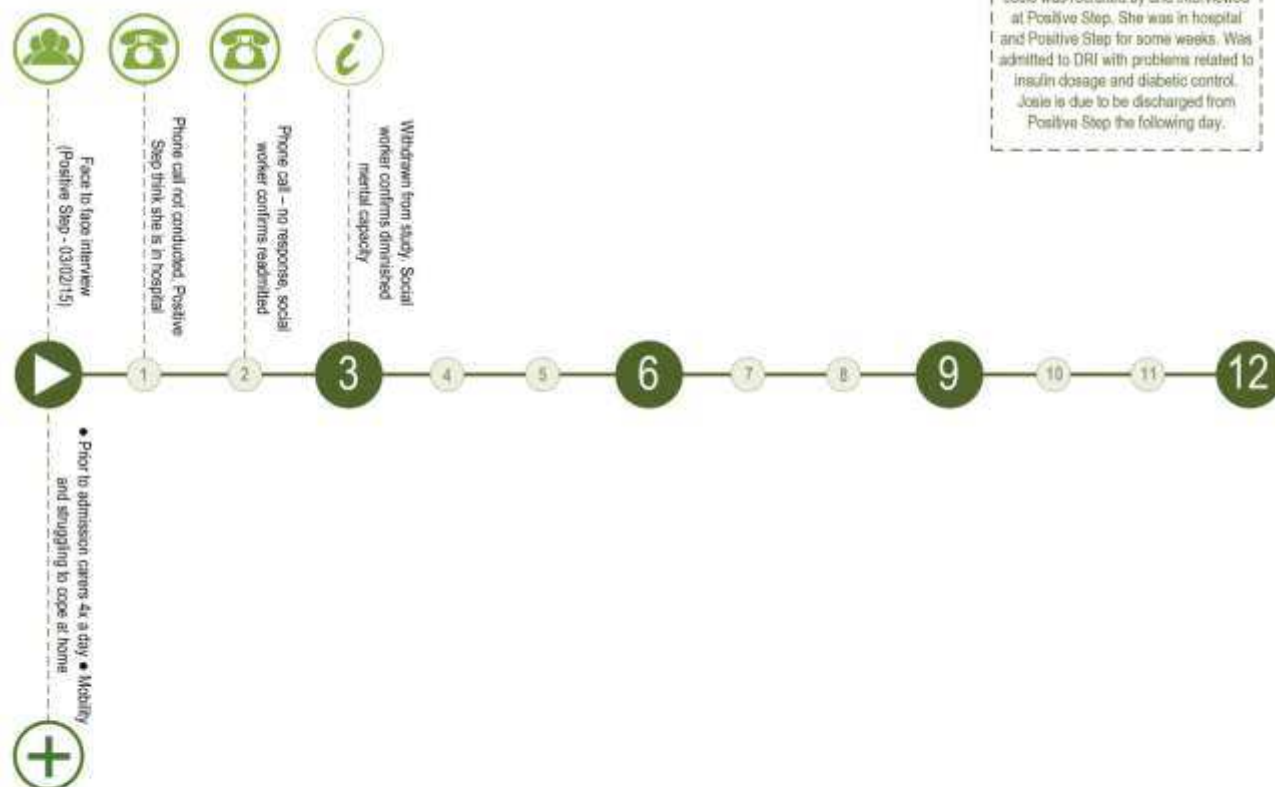 at Positive Step. She was in hospital
and Positive Step for some weeks. Was
admitted to DRI with problems related to
insulin dosage and diabetic control.
Josie is due to be discharged from
Positive Step the following day.
Face to face interview
(Positive Step - 03/02/15)
Phone call not conducted. Positive
Step think she is in hospital
Phone call – no response, social
worker confirms readmitted
Withdrawn from study. Social
worker confirms diminished
mental capacity
1
2
3
4
5
6
7
8
9
10
11
12
● Prior to admission carers 4x a day ● Mobility
and struggling to cope at home